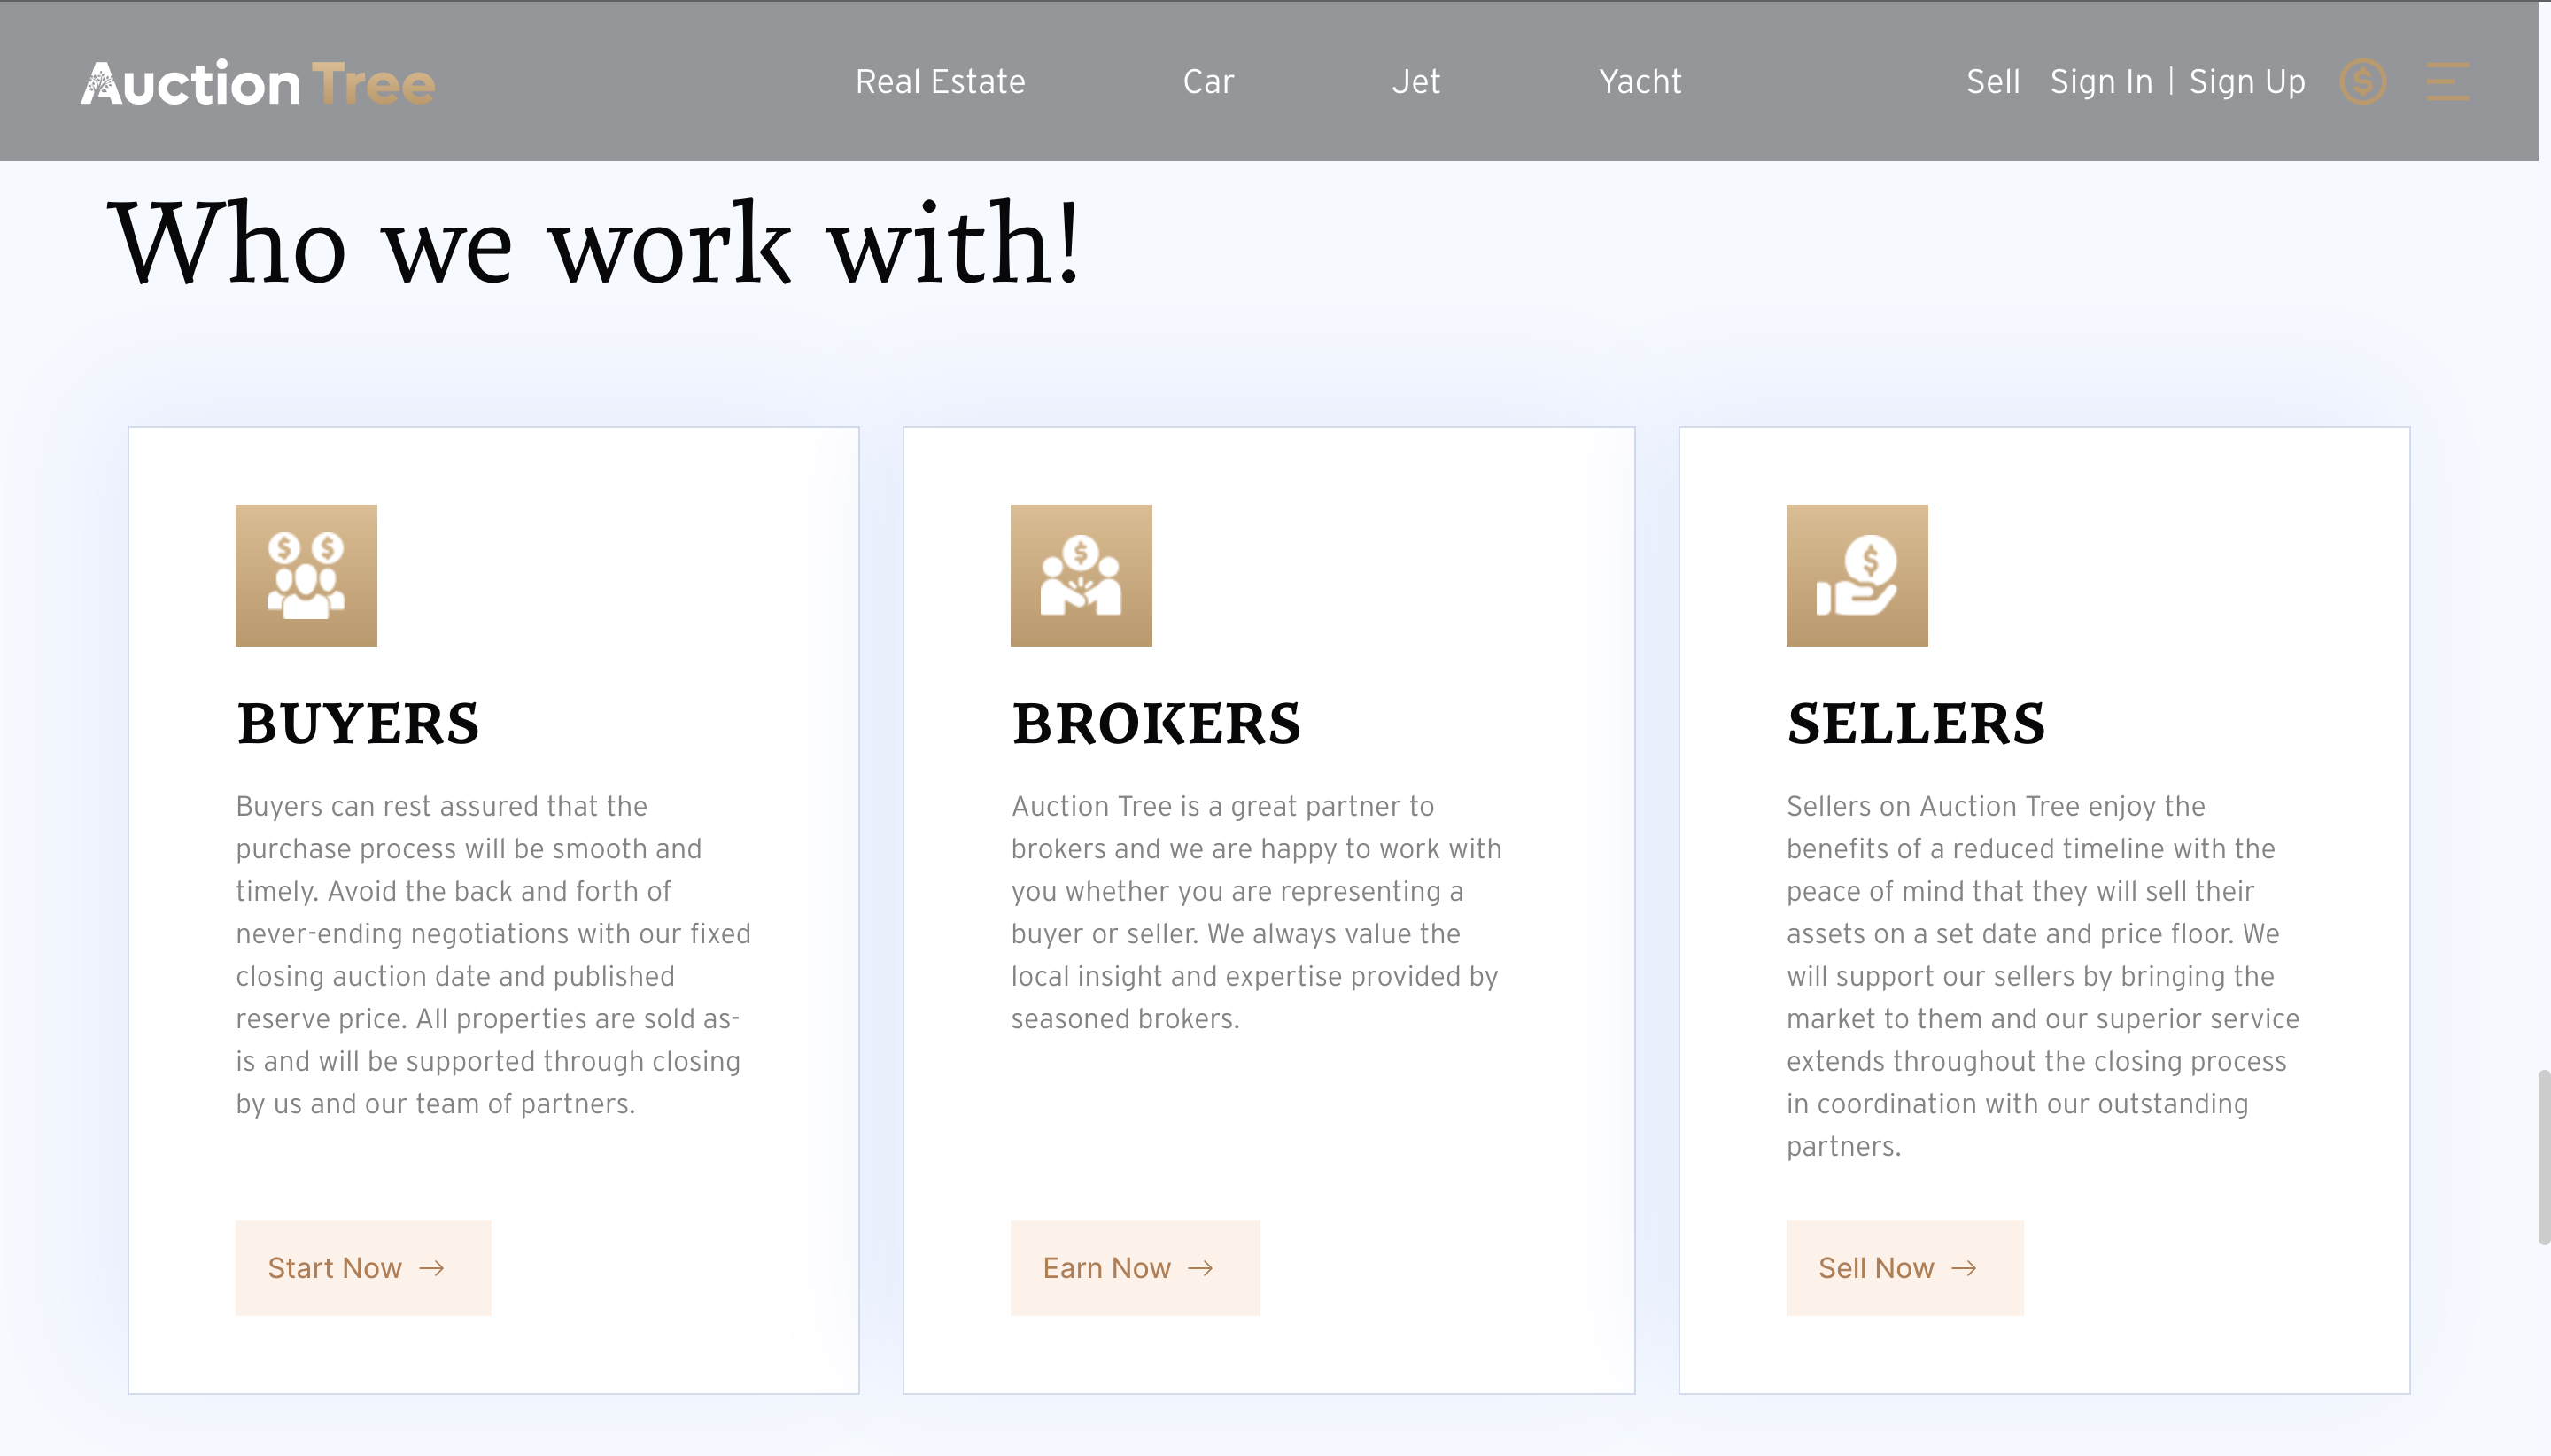 Auction Tree
Real Estate
Car
Jet
Yacht
Sell
Sign In | Sign Up
Who we work with!
BUYERS
Buyers can rest assured that the
purchase process will be smooth and
timely. Avoid the back and forth of
never-ending negotiations with our fixed
closing auction date and published
reserve price. All properties are sold as-
is and will be supported through closing
by us and our team of partners.
Start Now →
BROKERS
Auction Tree is a great partner to
brokers and we are happy to work with
you whether you are representing a
buyer or seller. We always value the
local insight and expertise provided by
seasoned brokers.
Earn Now →
SELLERS
Sellers on Auction Tree enjoy the
benefits of a reduced timeline with the
peace of mind that they will sell their
assets on a set date and price floor. We
will support our sellers by bringing the
market to them and our superior service
extends throughout the closing process
in coordination with our outstanding
partners.
Sell Now →